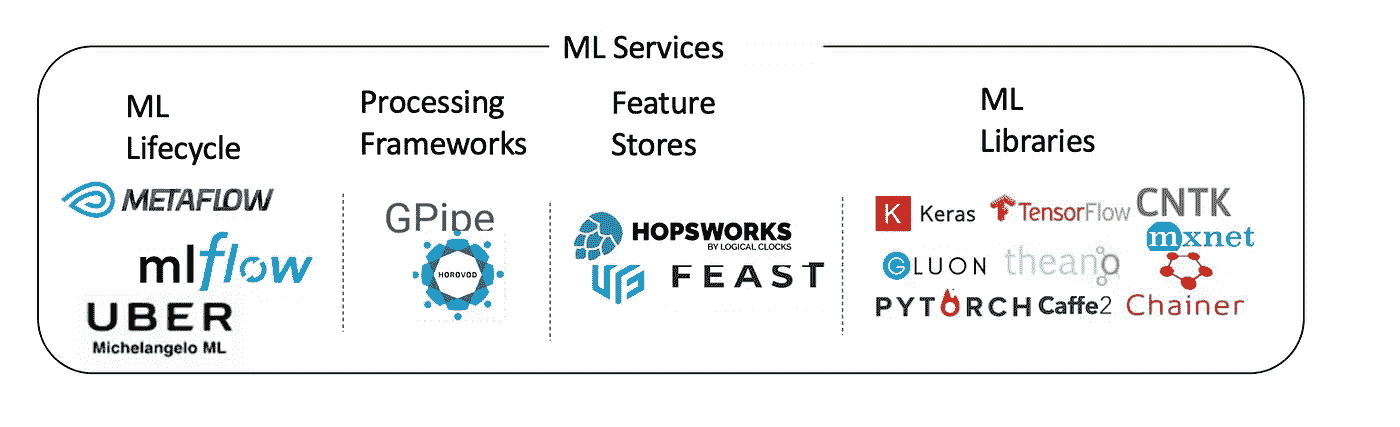 ML Services
ML
Lifecycle
METAFLOW
mlflow
UBER
Michelangelo ML
Processing
Frameworks
GPipe
HOROVOD
Feature
Stores
HOPSWORKS
BY LOGICAL CLOCKS
FEAST
ML
Libraries
K Keras TensorFlow CNTK
mxnet
GLUON theano
PYTORCH Caffe2 Chainer